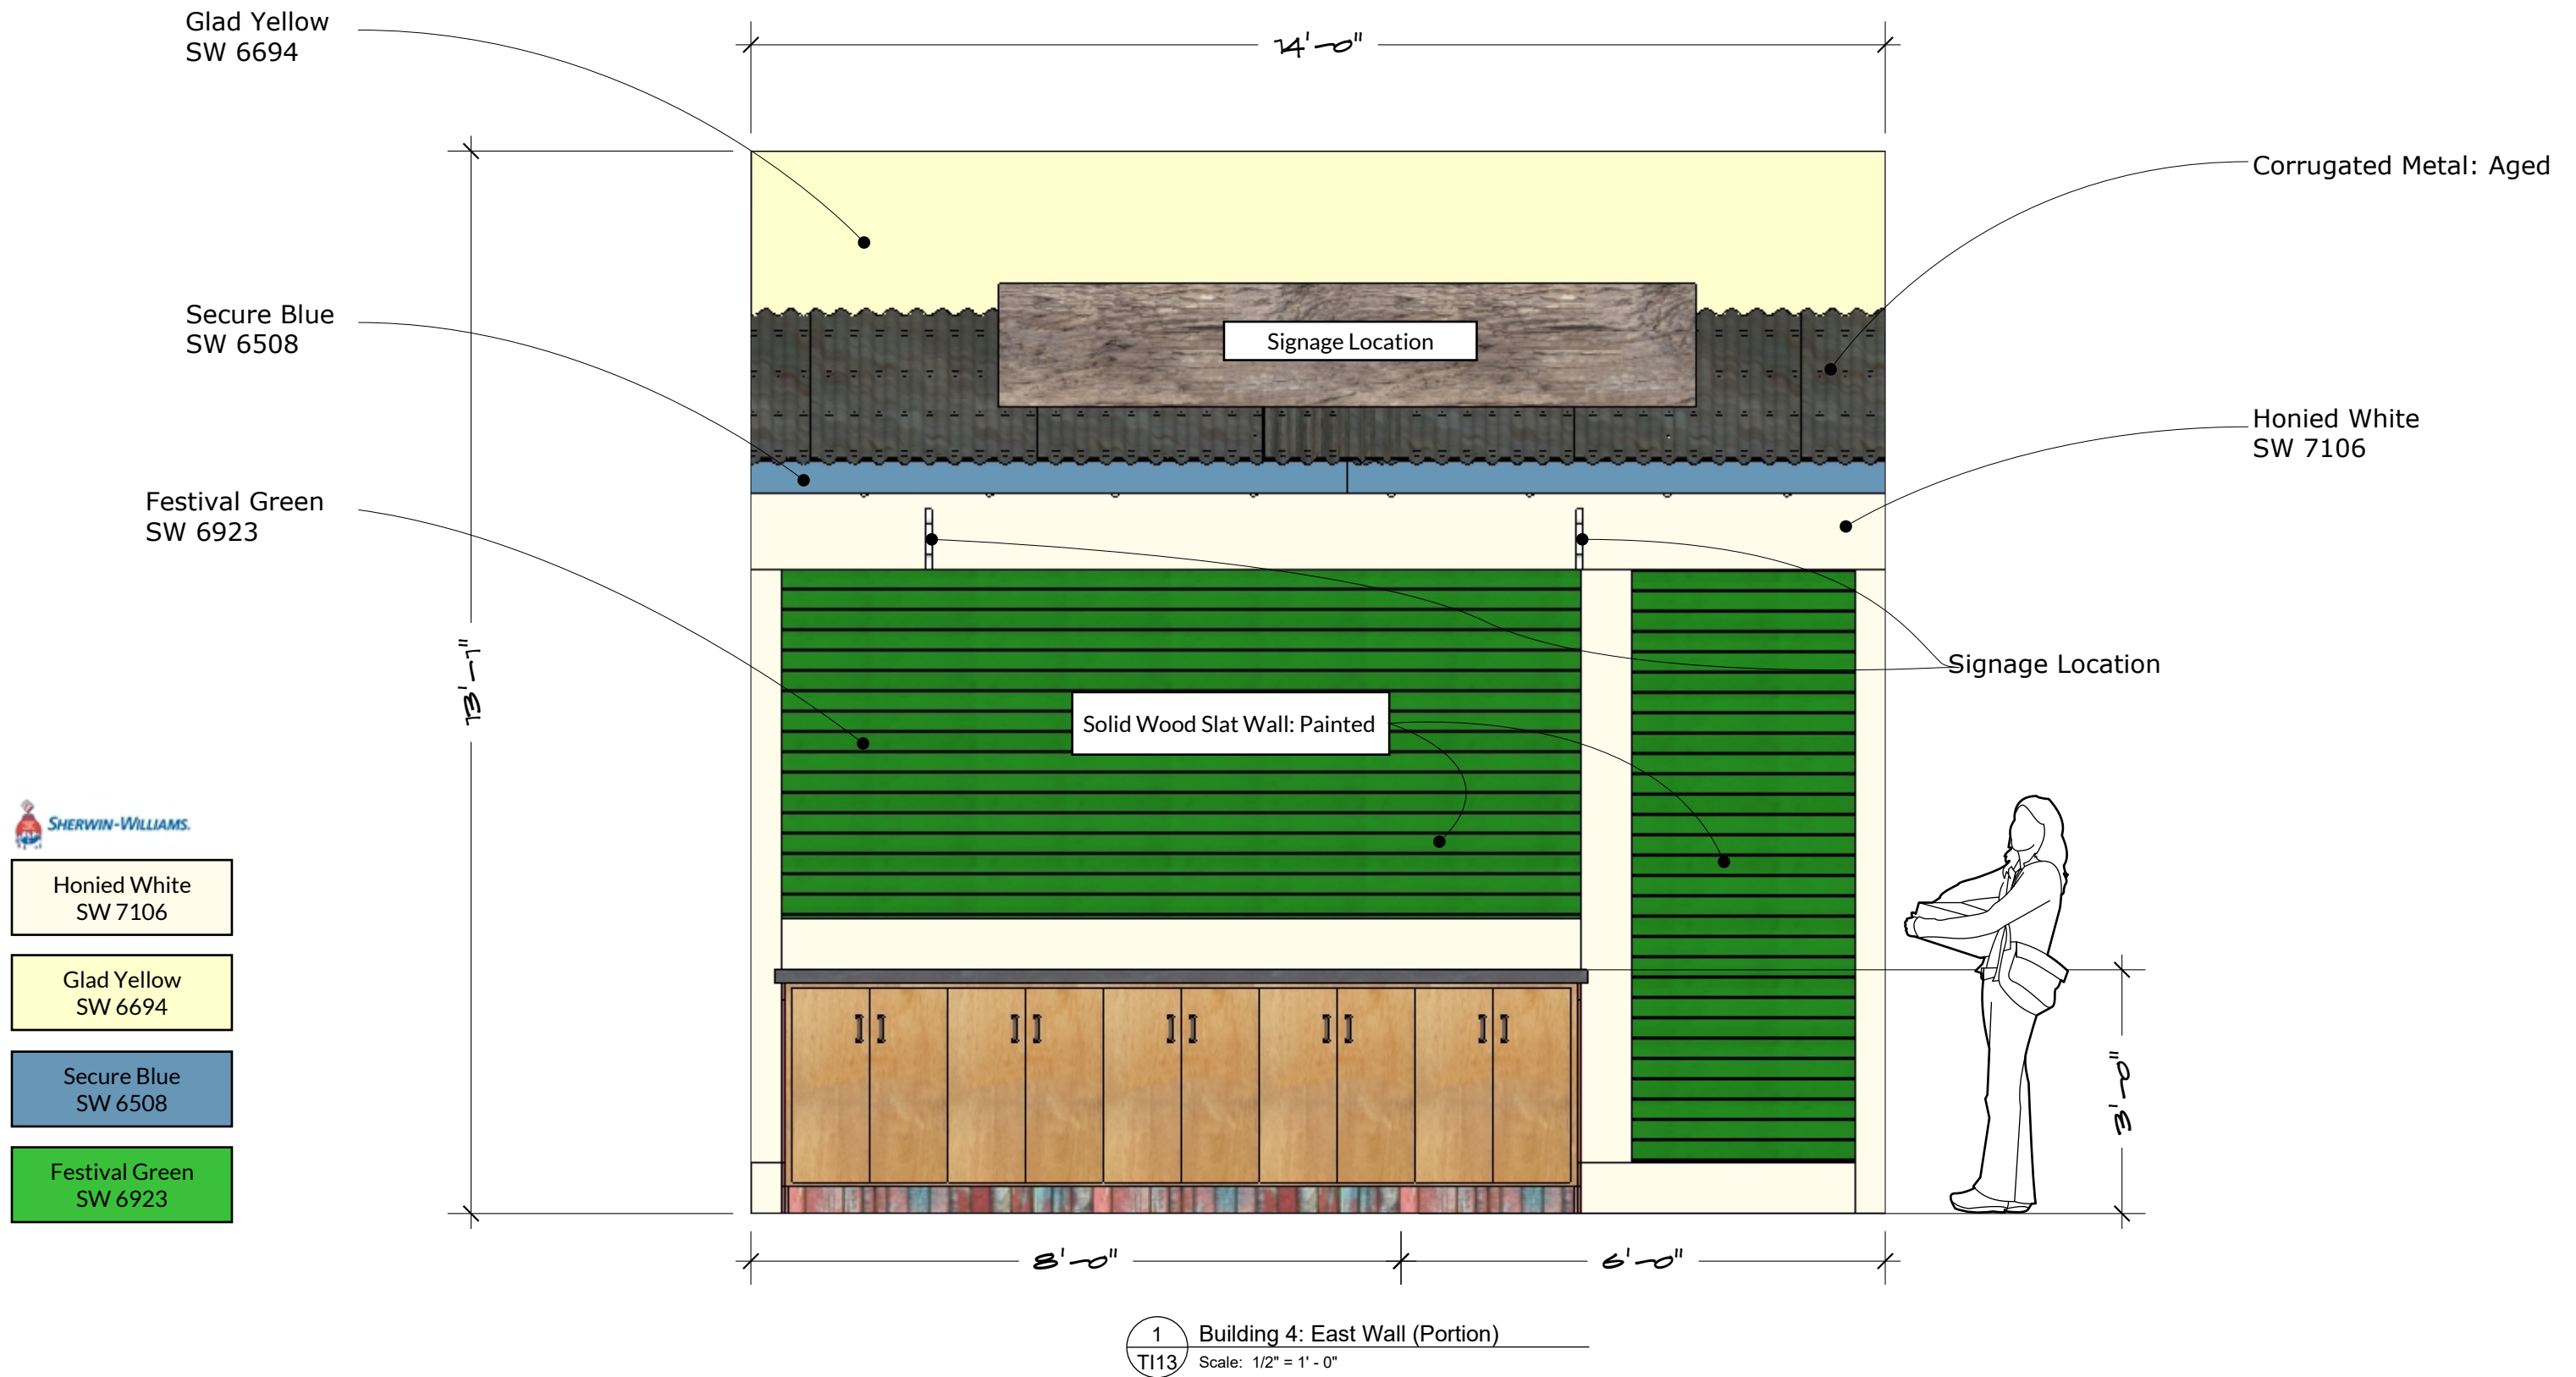 Glad Yellow
SW 6694
14'-0"
Corrugated Metal: Aged
Secure Blue
SW 6508
Signage Location
Honied White
SW 7106
Festival Green
SW 6923
13'-1"
Signage Location
Solid Wood Slat Wall: Painted
SHERWIN-WILLIAMS.
Honied White
SW 7106
Glad Yellow
SW 6694
Secure Blue
SW 6508
Festival Green
SW 6923
3'-0"
8'-0"
6'-0"
1
TI13
Building 4: East Wall (Portion)
Scale: 1/2" = 1' - 0"